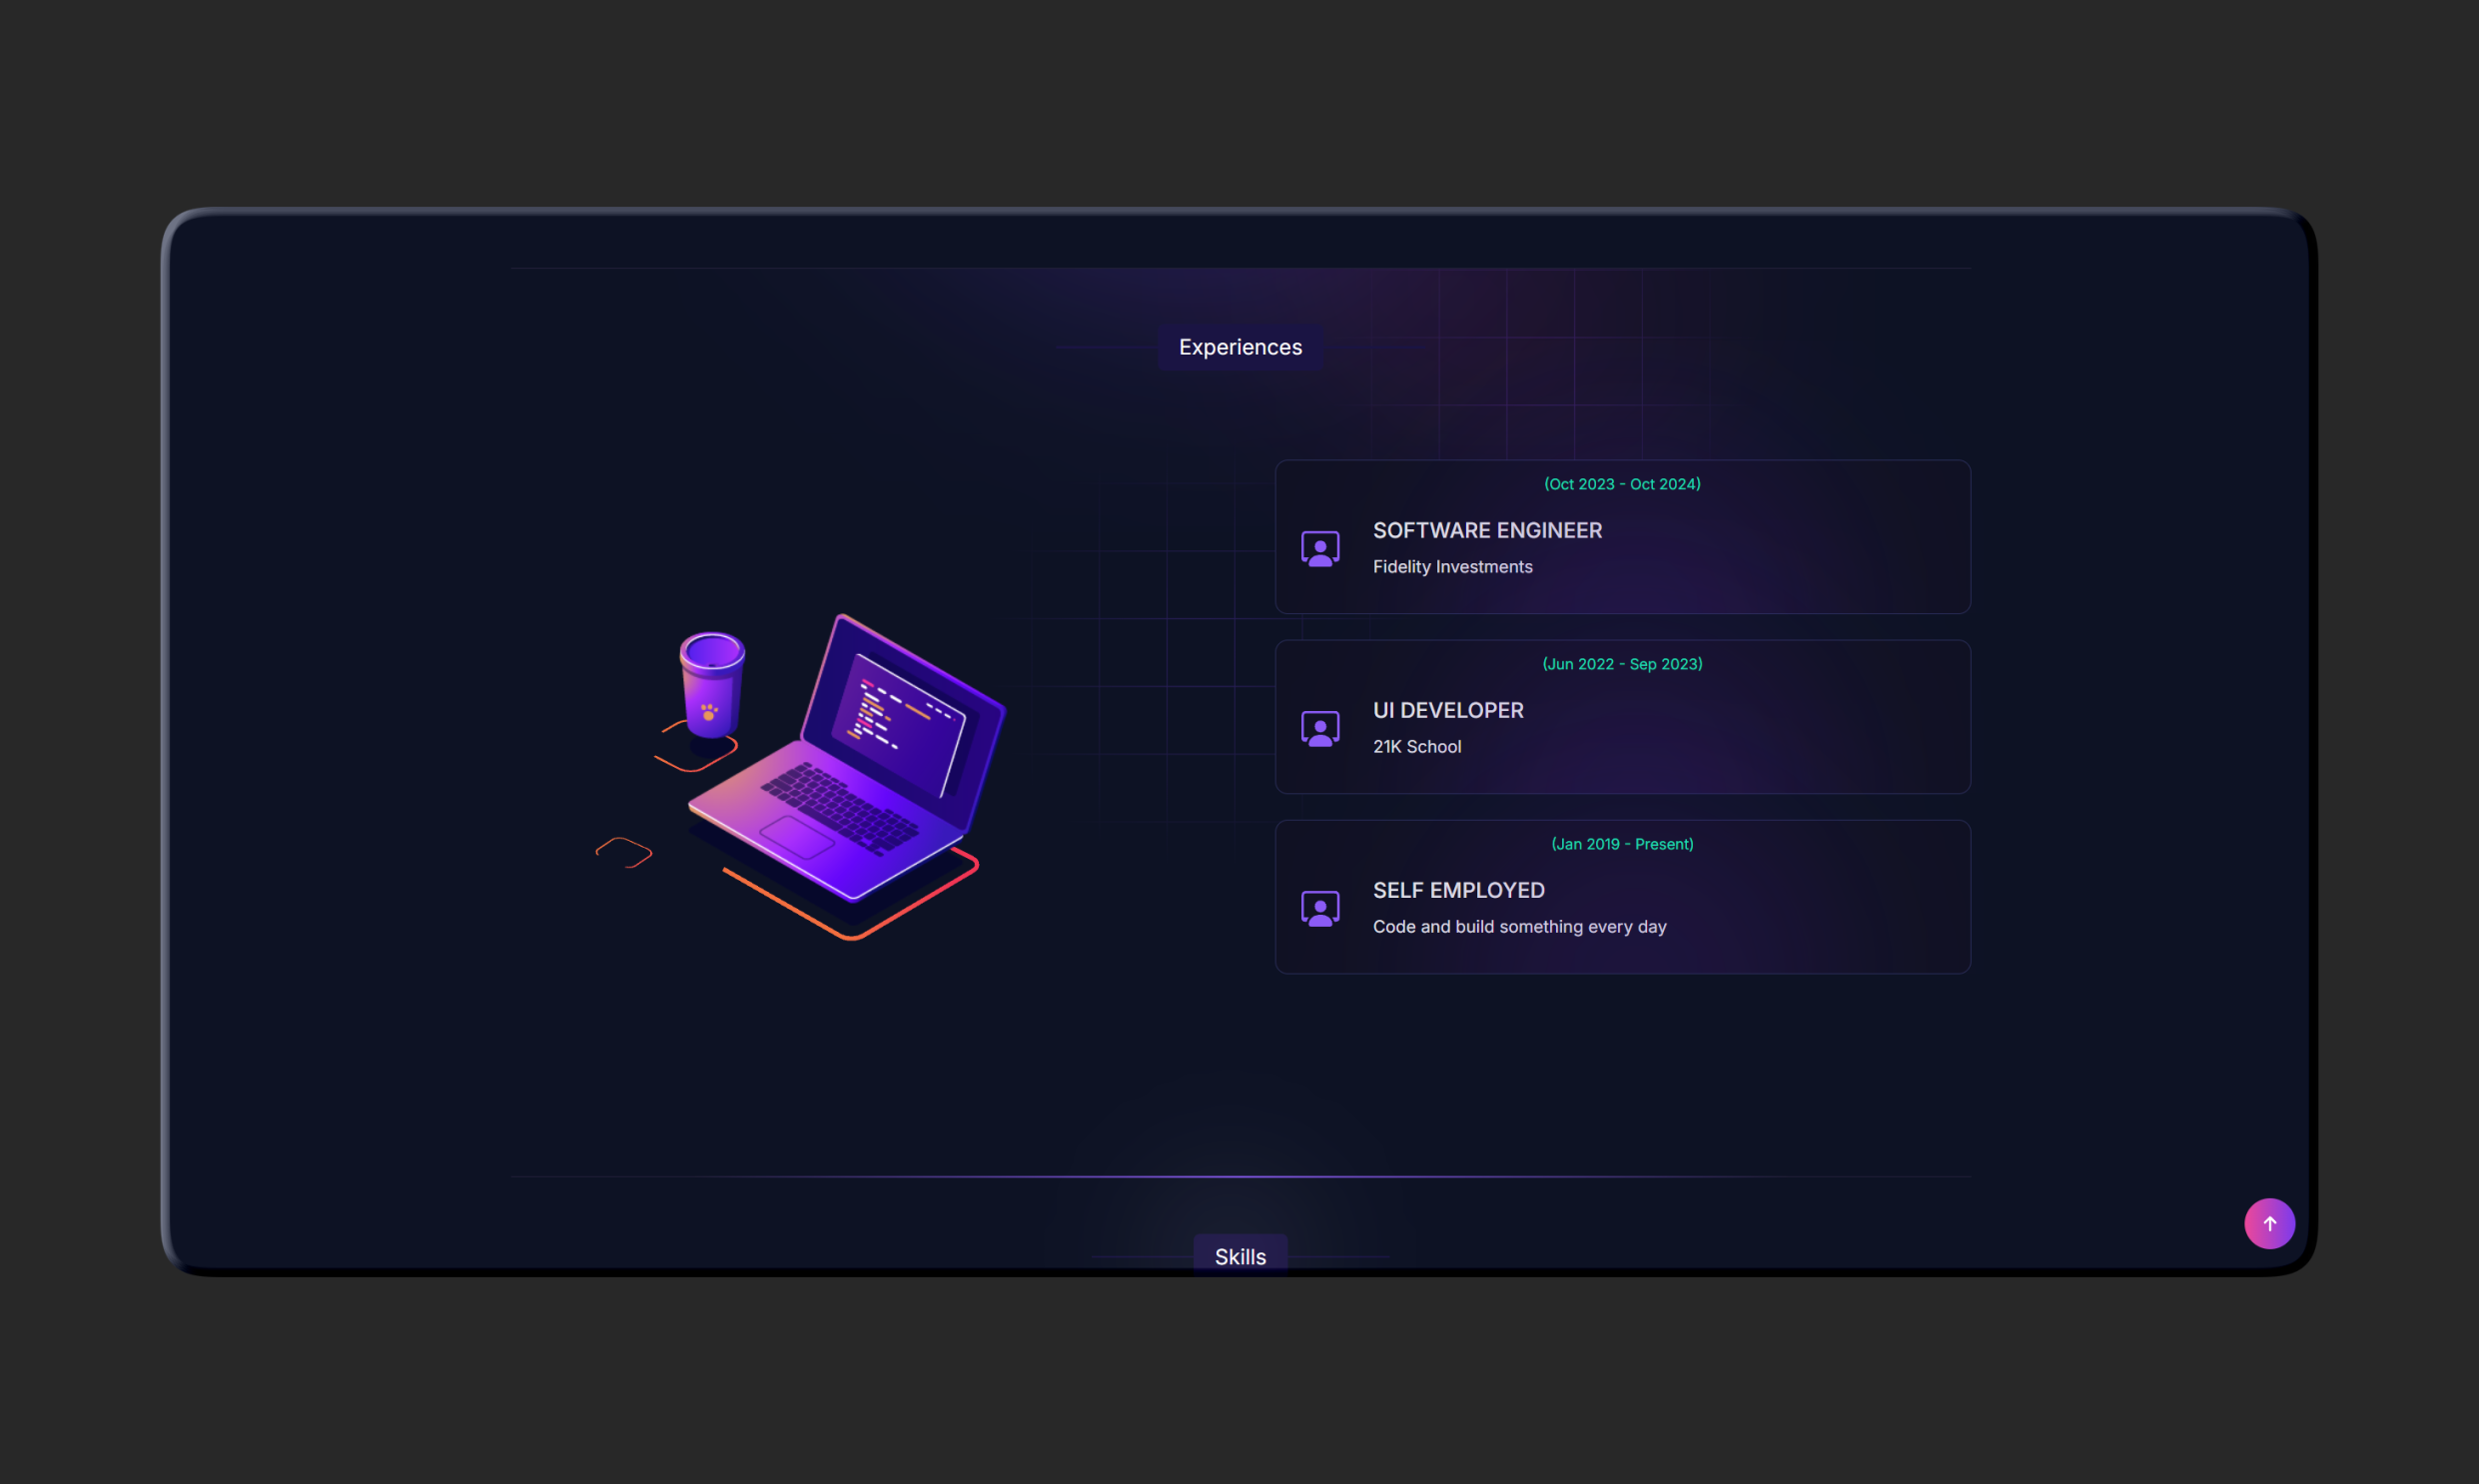 Experiences
(Oct 2023 - Oct 2024)
SOFTWARE ENGINEER
Fidelity Investments
(Jun 2022 - Sep 2023)
UI DEVELOPER
21K School
(Jan 2019 - Present)
SELF EMPLOYED
Code and build something every day
Skills